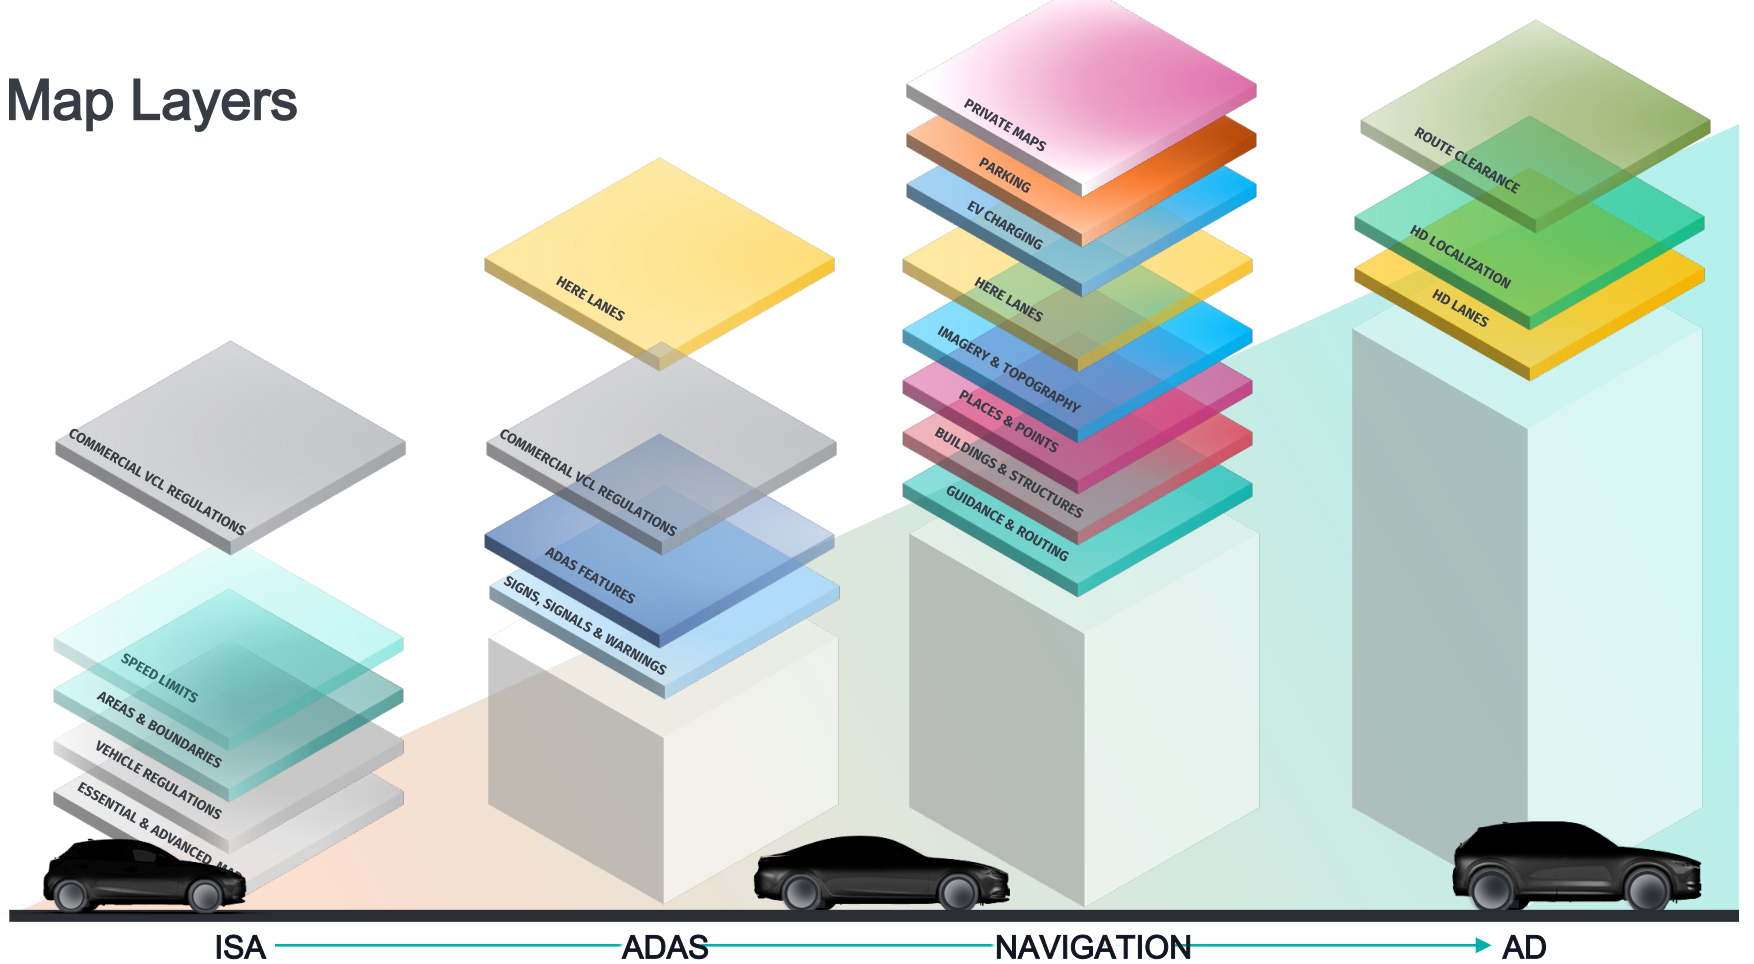 Map Layers
COMMERCIAL VCL REGULATIONS
SPEED LIMITS
AREAS & BOUNDARIES
VEHICLE REGULATIONS
ESSENTIAL & ADVANCED
HERE LANES
COMMERCIAL VCL REGULATIONS
ADAS FEATURES
SIGNS, SIGNALS & WARNINGS
PRIVATE MAPS
PARKING
EV CHARGING
HERE LANES
IMAGERY & TOPOGRAPHY
PLACES & POINTS
BUILDINGS & STRUCTURES
GUIDANCE & ROUTING
ROUTE CLEARANCE
HD LOCALIZATION
HD LANES
ISA
ADAS
NAVIGATION
AD